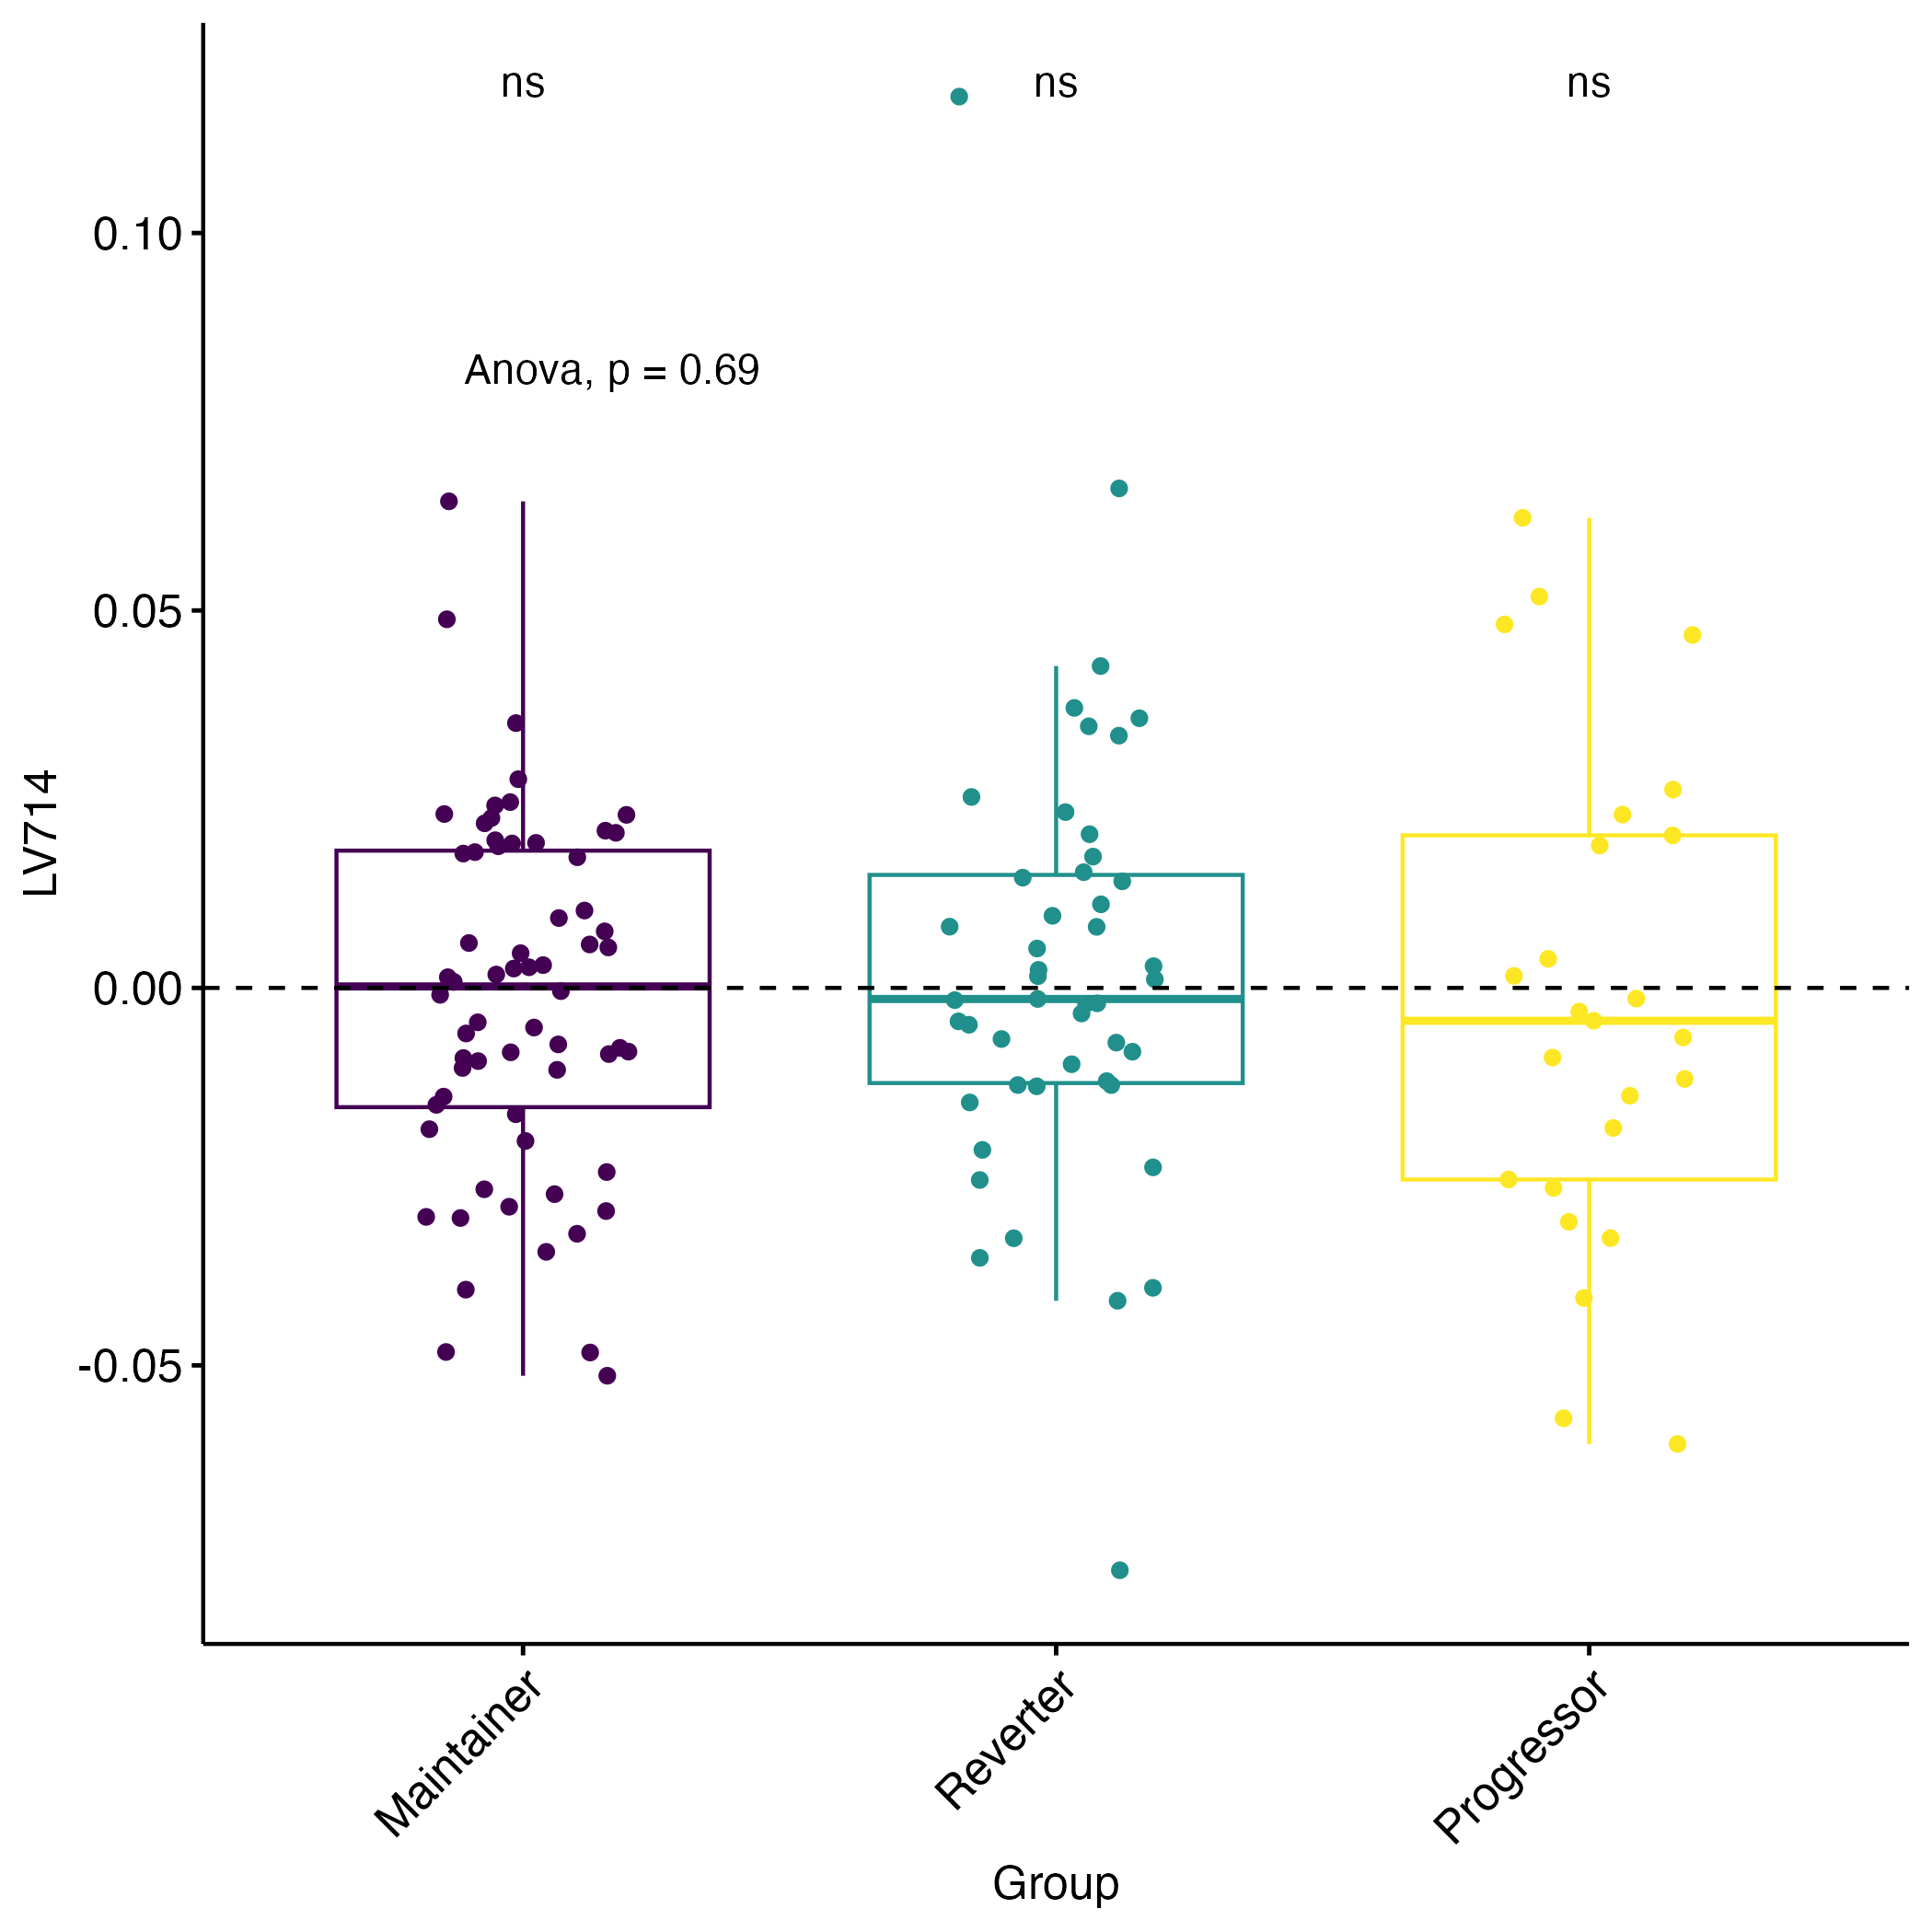 ns ns ns
0.10
Anova, p = 0.69
0.05
LV714
0.00
-0.05
Maintainer Reverter Progressor
Group